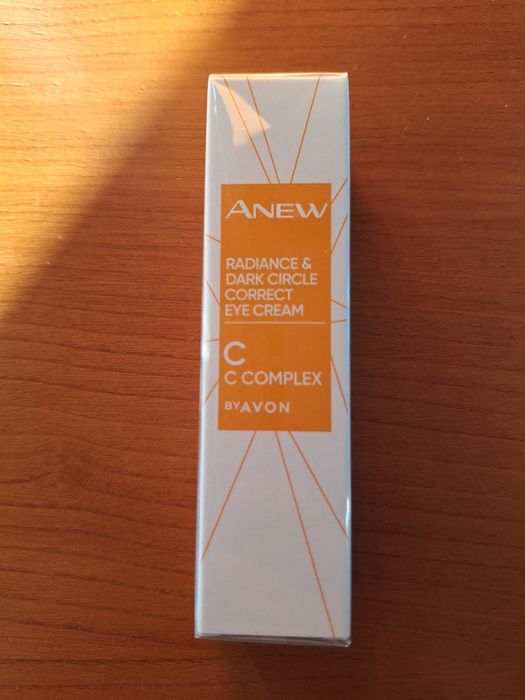 ANEW
RADIANCE &
DARK CIRCLE
CORRECT
EYE CREAM
C
C COMPLEX
BY AVON